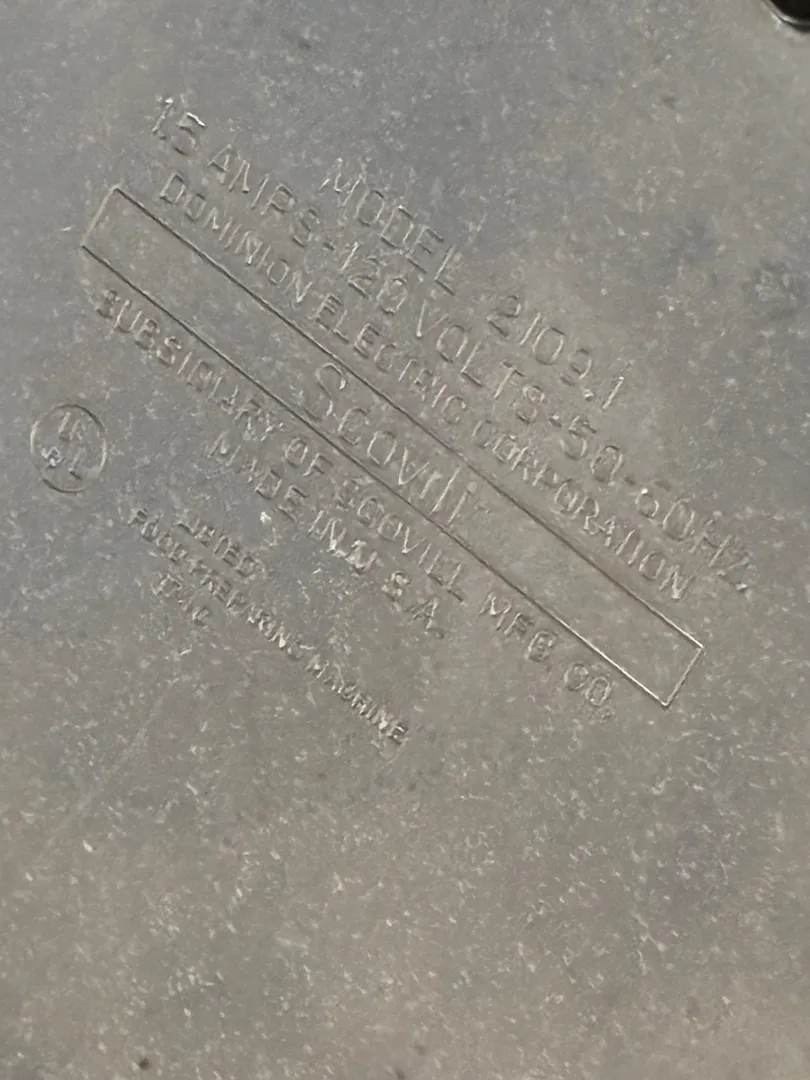 MODEL 2109.1
1.5 AMPS-120 VOLTS-50-60HZ.
DOMINION ELECTRIC CORPORATION
Scovill
SUBSIDIARY OF SCOVILL MFG. CO.
MADE IN U.S.A.
UL
LISTED
FOOD PREPARING MACHINE